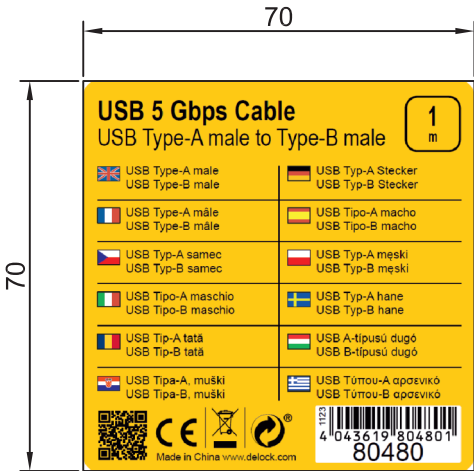 70
70
USB 5 Gbps Cable
USB Type-A male to Type-B male
1
m
USB Type-A male
USB Type-B male
USB Typ-A Stecker
USB Typ-B Stecker
USB Type-A mâle
USB Type-B mâle
USB Tipo-A macho
USB Tipo-B macho
USB Typ-A samec
USB Typ-B samec
USB Typ-A męski
USB Typ-B męski
USB Tipo-A maschio
USB Tipo-B maschio
USB Typ-A hane
USB Typ-B hane
USB Tip-A tată
USB Tip-B tată
USB A-típusú dugó
USB B-típusú dugó
USB Tipa-A, muški
USB Tipa-B, muški
USB Τύπου-A αρσενικό
USB Τύπου-B αρσενικό
CE
®
Made in China www.delock.com
1123
4 043619 804801
80480